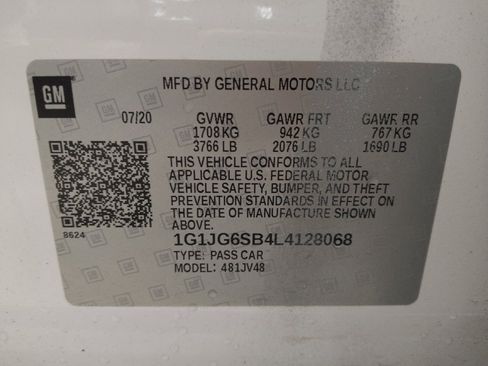 GM
MFD BY GENERAL MOTORS LLC
07/20 GVWR GAWR FRT GAWR RR
1708 KG 942 KG 767 KG
3766 LB 2076 LB 1690 LB
THIS VEHICLE CONFORMS TO ALL
APPLICABLE U.S. FEDERAL MOTOR
VEHICLE SAFETY, BUMPER, AND THEFT
PREVENTION STANDARDS IN EFFECT ON
THE DATE OF MANUFACTURE SHOWN
ABOVE.
8624
1G1JG6SB4L4128068
TYPE: PASS CAR
MODEL: 481JV48